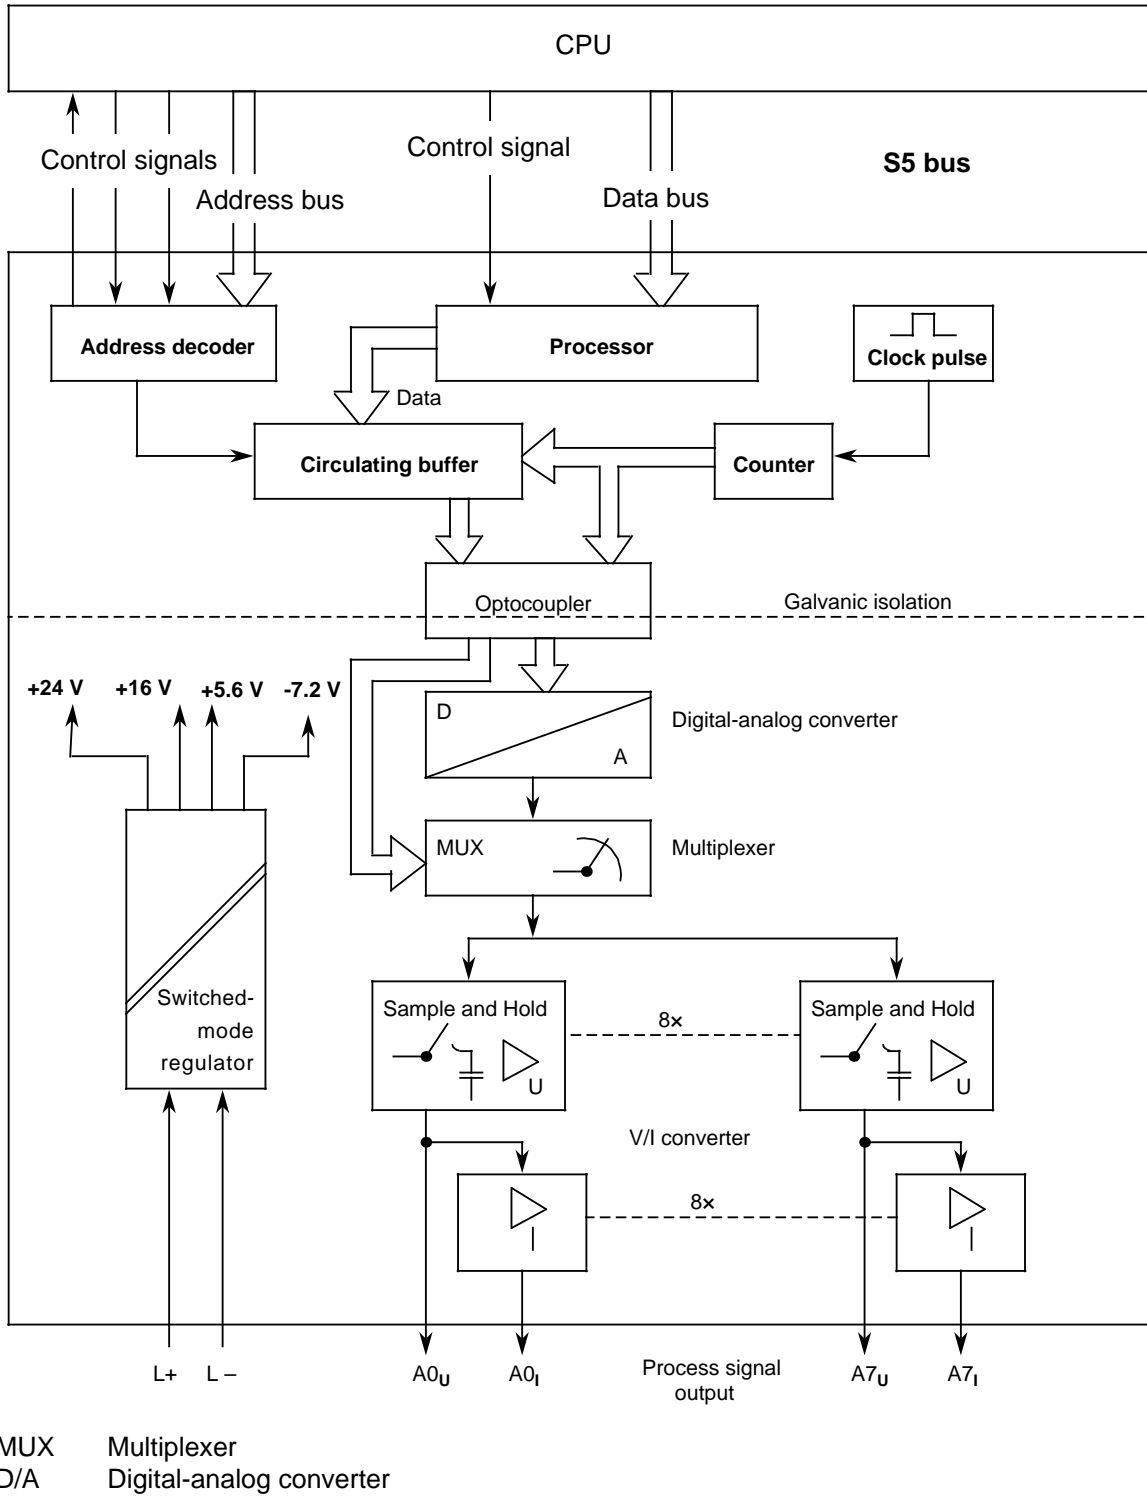 CPU
Control signals
Control signal
S5 bus
Address bus
Data bus
Address decoder
Processor
Clock pulse
Data
Circulating buffer
Counter
Optocoupler
Galvanic isolation
+24 V
+16 V
+5.6 V
-7.2 V
D
A
Digital-analog converter
MUX
Multiplexer
Switched-
mode
regulator
Sample and Hold
8×
Sample and Hold
U
U
V/I converter
8×
I
I
L+
L –
A0U
A0I
Process signal
output
A7U
A7I
MUX Multiplexer
D/A Digital-analog converter